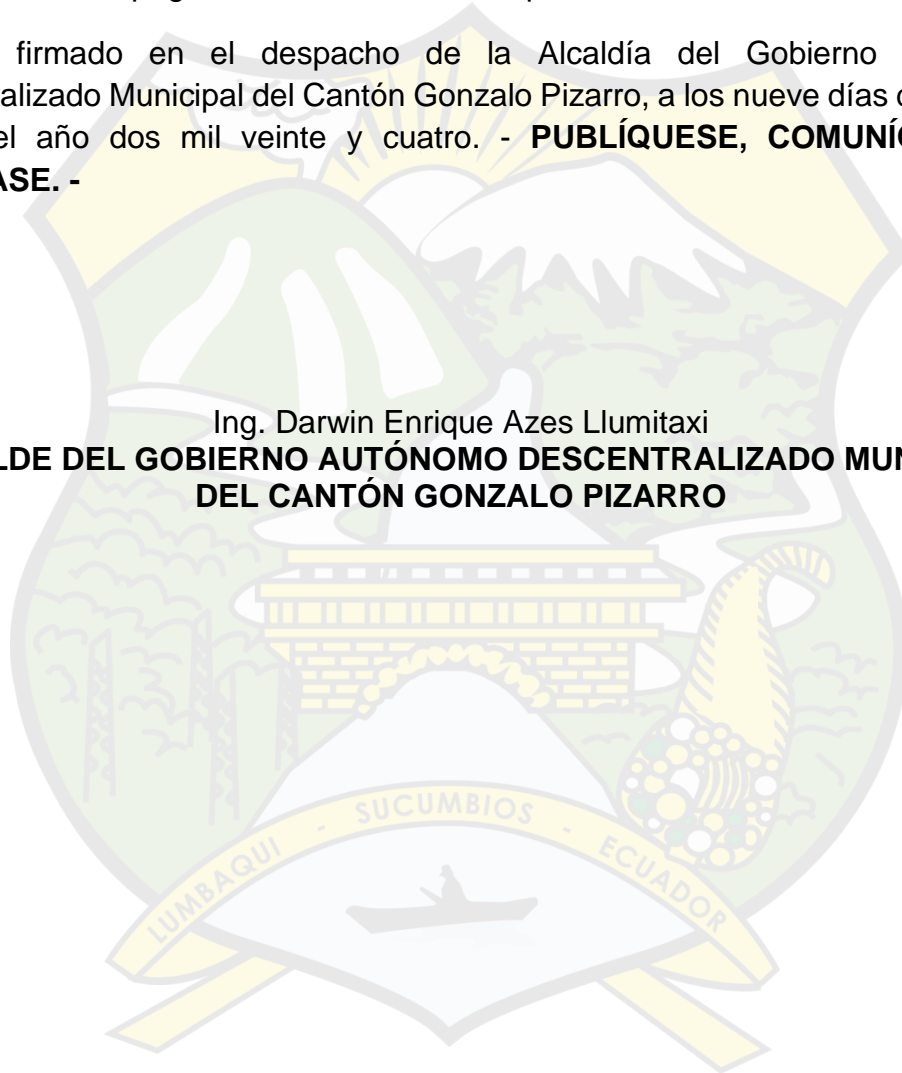 firmado en el despacho de la Alcaldía del Gobierno
alizado Municipal del Cantón Gonzalo Pizarro, a los nueve días
el año dos mil veinte y cuatro. - PUBLÍQUESE, COMUNÍ
ASE. -
Ing. Darwin Enrique Azes Llumitaxi
LDE DEL GOBIERNO AUTÓNOMO DESCENTRALIZADO MUN
DEL CANTÓN GONZALO PIZARRO
LUMBAQUI - SUCUMBIOS - ECUADOR